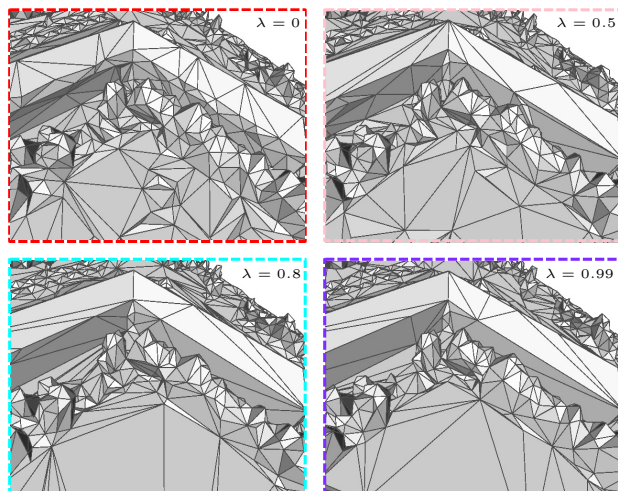 λ = 0
λ = 0.5
λ = 0.8
λ = 0.99